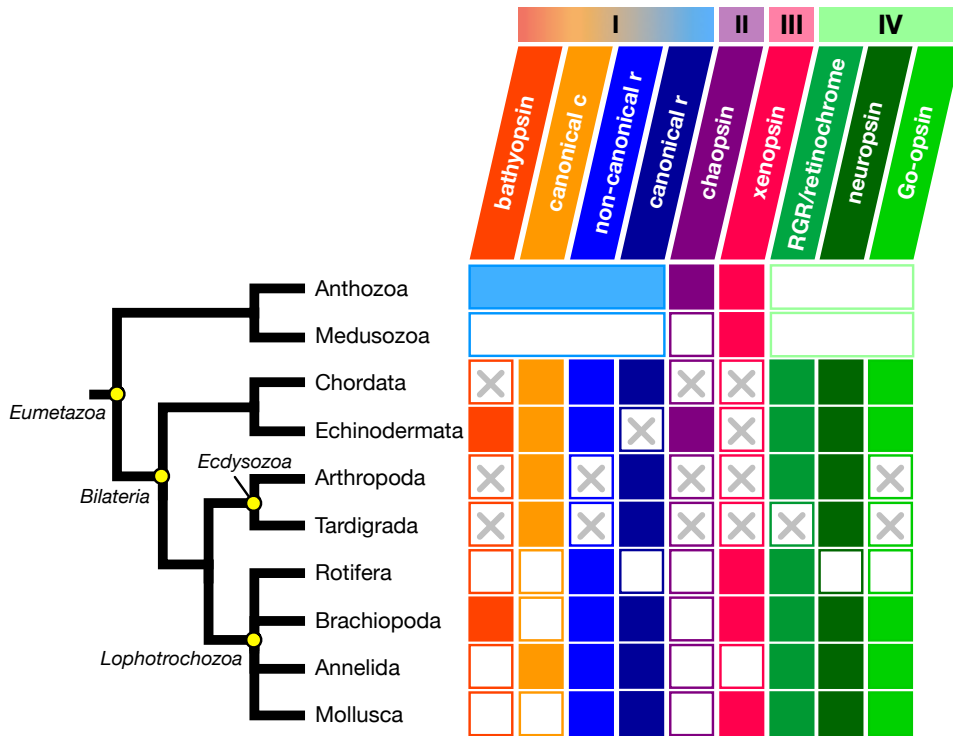 I II III IV
bathyopsin
canonical c
non-canonical r
canonical r
chaopsin
xenopsin
RGR/retinochrome
neuropsin
Go-opsin
Anthozoa
Medusozoa
Chordata
Eumetazoa
Echinodermata
Ecdysozoa
Arthropoda
Bilateria
Tardigrada
Rotifera
Brachiopoda
Lophotrochozoa
Annelida
Mollusca